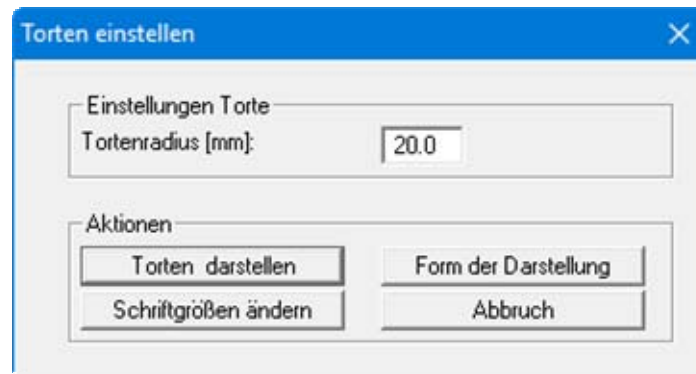 Torten einstellen
Einstellungen Torte
Tortenradius [mm]: 20.0
Aktionen
Torten darstellen Form der Darstellung
Schriftgrößen ändern Abbruch